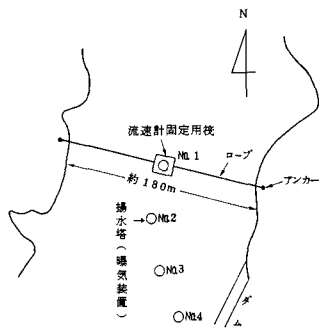 N
流速計固定用筏
No.1
ロープ
アンカー
約180m
揚水塔(曝気装置)
No.2
No.3
No.4
ダム